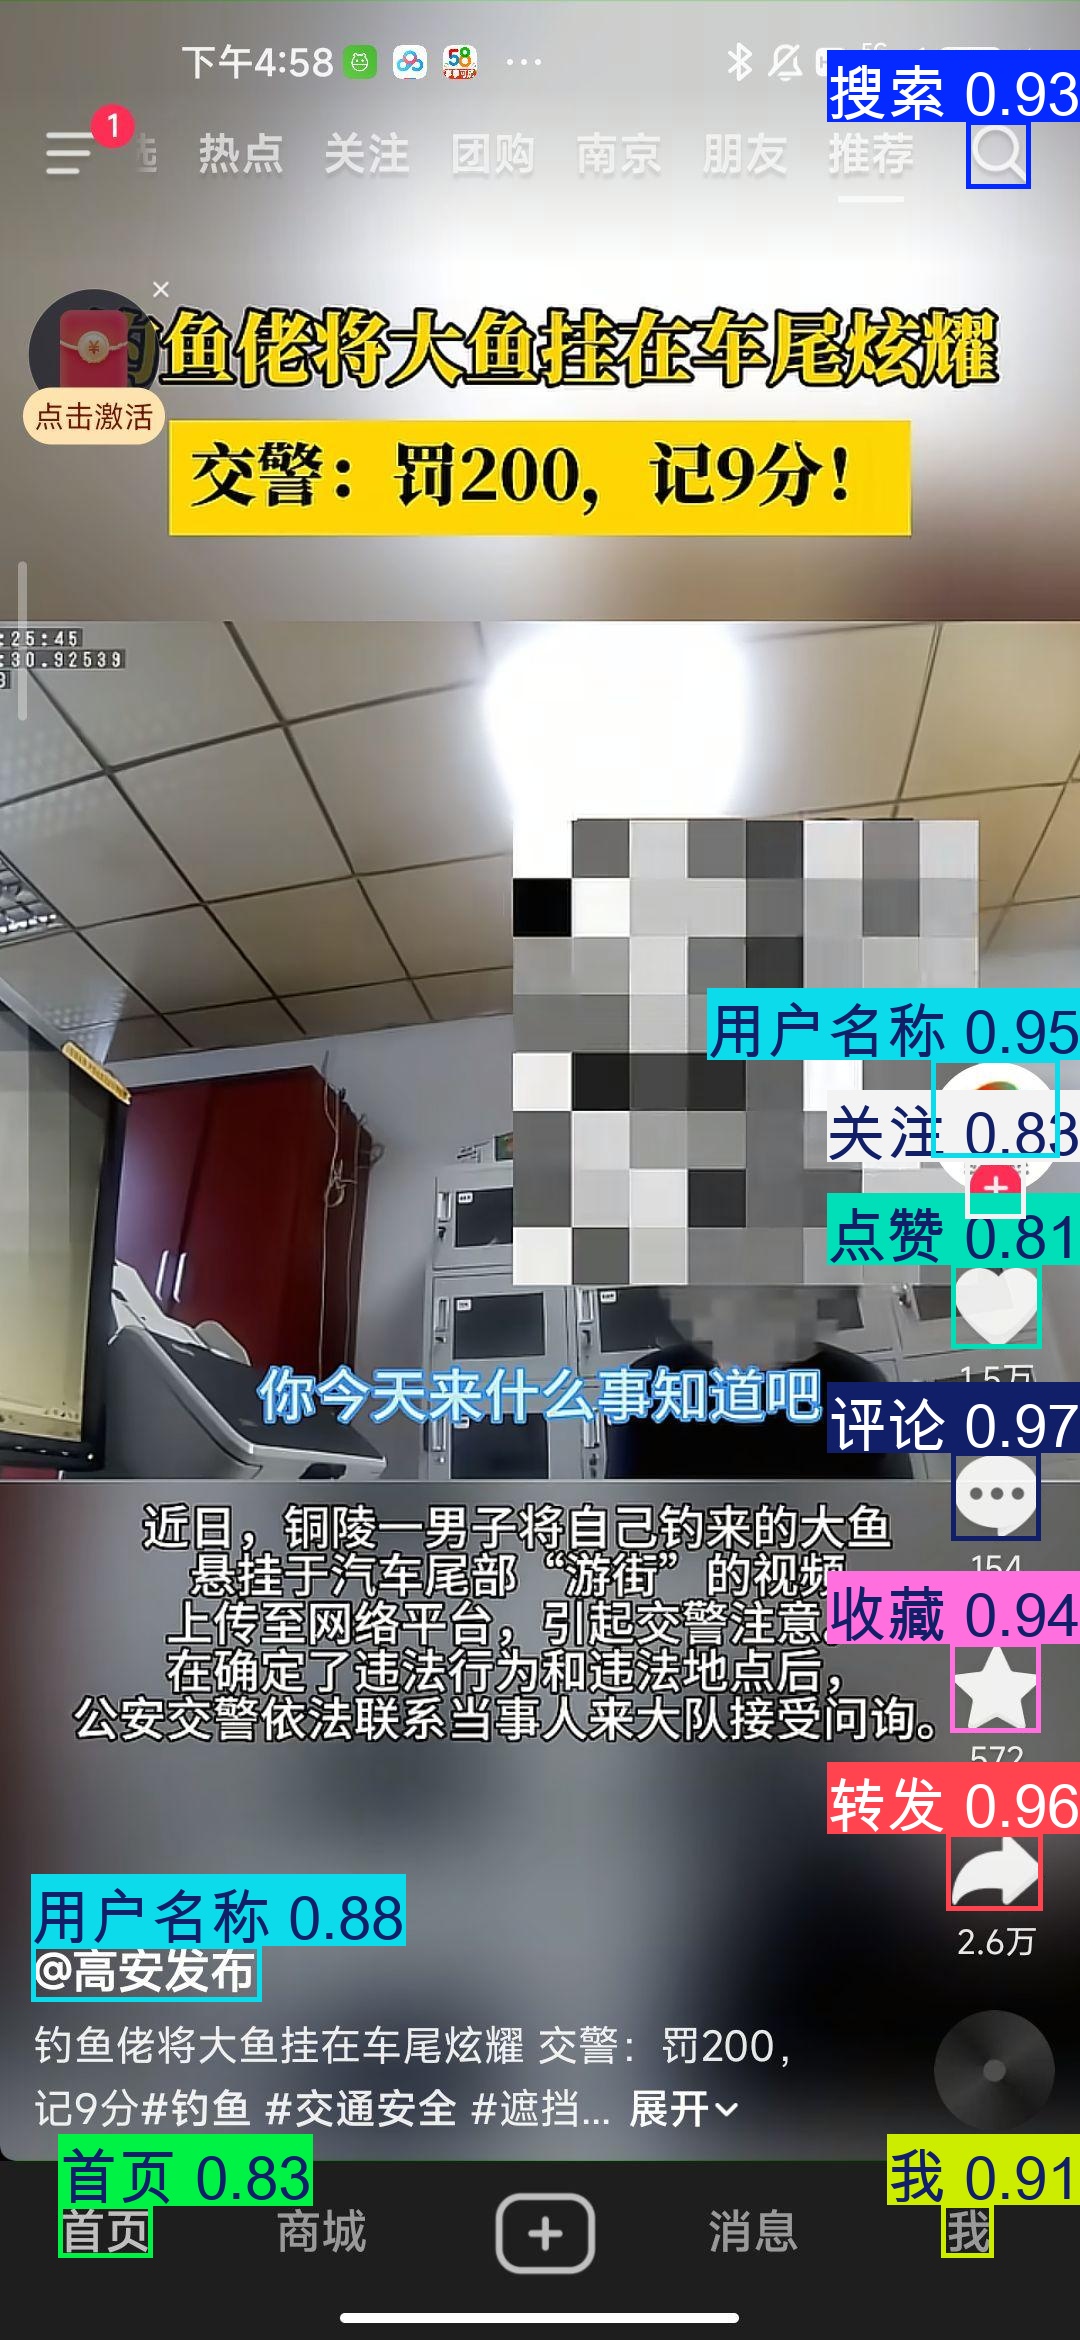 下午4:58
搜索 0.93
1
热点 关注 团购 南京 朋友 推荐
鱼佬将大鱼挂在车尾炫耀
点击激活
交警：罚200，记9分！
:25:45
:30.92539
用户名称 0.95
关注 0.83
点赞 0.81
1.5万
你今天来什么事知道吧
评论 0.97
154
近日，铜陵一男子将自己钓来的大鱼
悬挂于汽车尾部“游街”的视频
上传至网络平台，引起交警注意
收藏 0.94
在确定了违法行为和违法地点后，
公安交警依法联系当事人来大队接受问询。
572
转发 0.96
2.6万
用户名称 0.88
@高安发布
钓鱼佬将大鱼挂在车尾炫耀 交警：罚200，
记9分#钓鱼 #交通安全 #遮挡... 展开
首页 0.83
我 0.91
首页 商城 消息 我